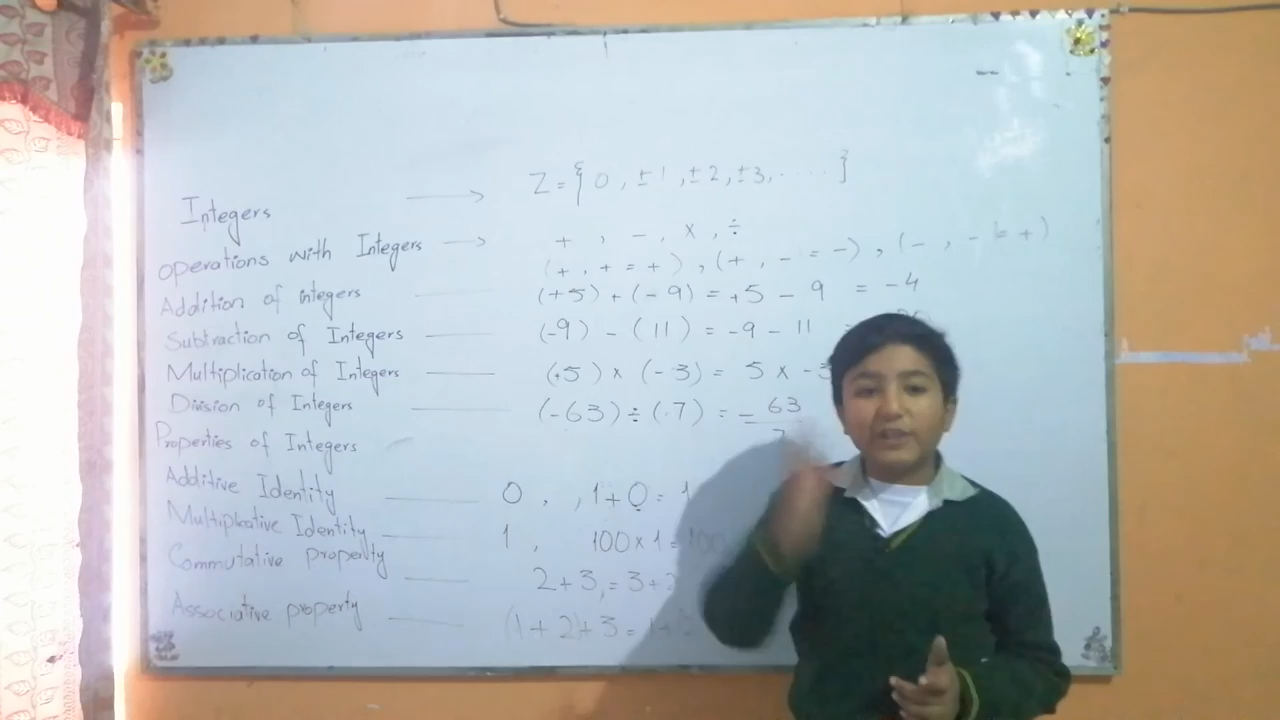 Integers → Z = { 0 , ±1 , ±2 , ±3 , . . . . }
operations with Integers → + , - , × , ÷
(+ , + = +) , (+ , - = -) , (- , - = +)
Addition of integers — (+5) + (-9) = +5 - 9 = -4
Subtraction of Integers — (-9) - (11) = -9 - 11
Multiplication of Integers — (+5) × (-3) = 5 × -3
Division of Integers — (-63) ÷ (7) = - 63
Properties of Integers
Additive Identity — 0 , , 1 + 0 = 1
Multiplicative Identity — 1 , 100 × 1 = 100
Commutative property — 2 + 3 , = 3 + 2
Associative property — (1 + 2) + 3 = 1 + 2